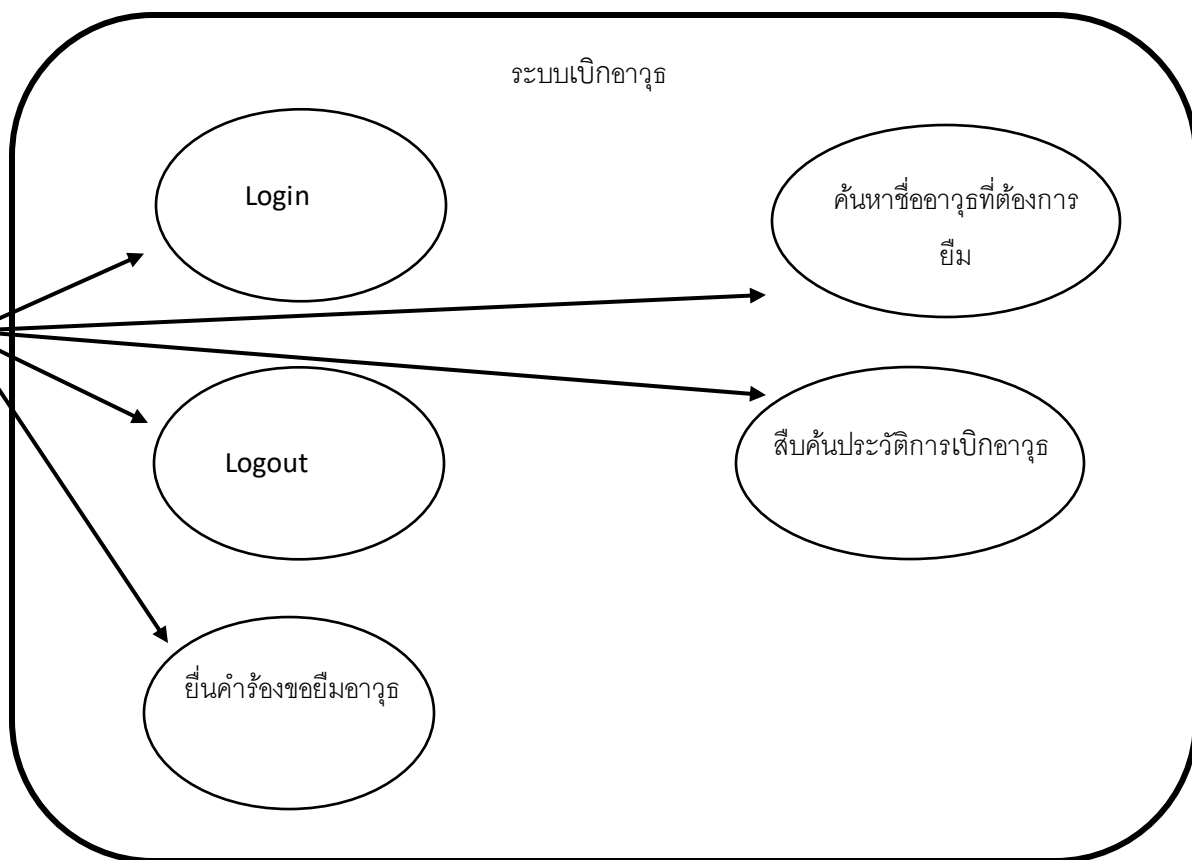 ระบบเบิกอาวุธ
Login
ค้นหาชื่ออาวุธที่ต้องการ
ยืม
Logout
สืบค้นประวัติการเบิกอาวุธ
ยื่นคำร้องขอยืมอาวุธ